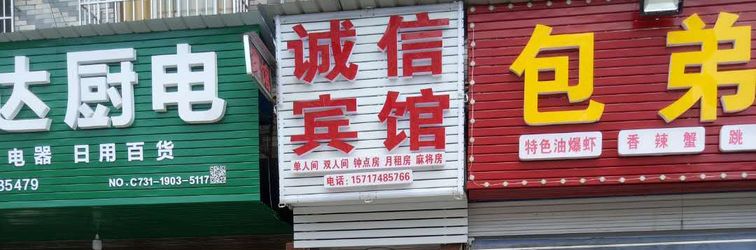 达厨电
电器 日用百货
85479
NO.C731-1903-5117
诚信
宾馆
单人间 双人间 钟点房 月租房 麻将房
电话: 15717485766
包弟
特色油爆虾 香辣蟹 跳